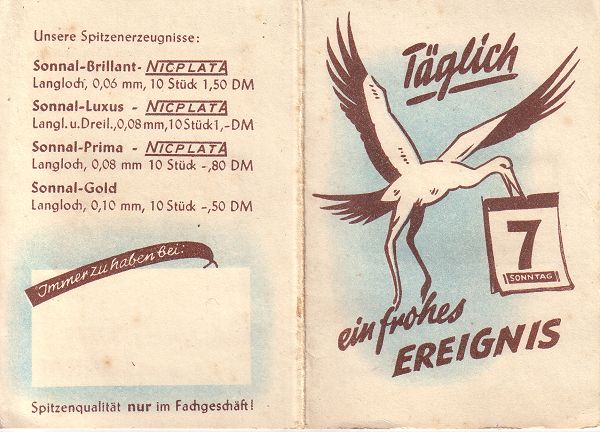 Unsere Spitzenerzeugnisse:
Sonnal-Brillant- NICPLATA
Langloch, 0,06 mm, 10 Stück 1,50 DM
Sonnal-Luxus - NICPLATA
Langl. u. Dreil., 0,08 mm, 10 Stück 1,- DM
Sonnal-Prima - NICPLATA
Langloch, 0,08 mm 10 Stück -,80 DM
Sonnal-Gold
Langloch, 0,10 mm, 10 Stück -,50 DM
Immer zu haben bei:
Spitzenqualität nur im Fachgeschäft!
Täglich
7
SONNTAG
ein frohes
EREIGNIS